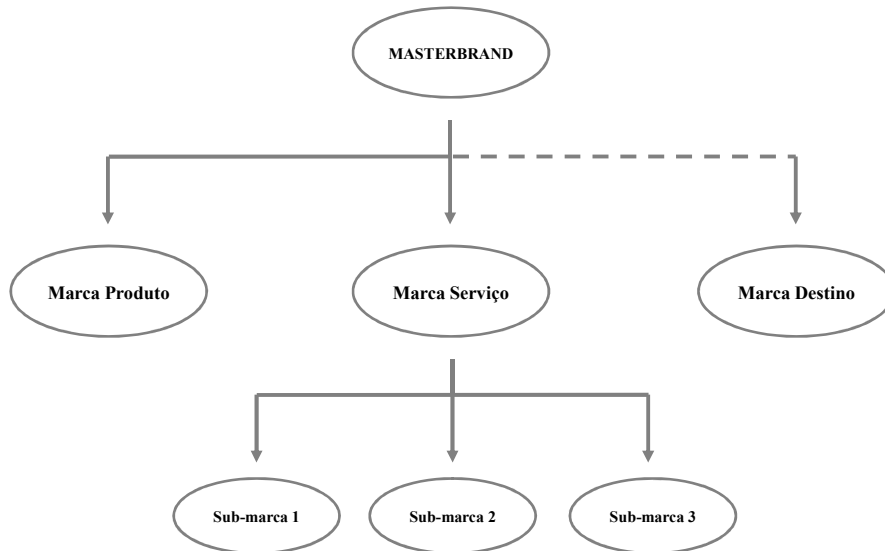 MASTERBRAND
Marca Produto
Marca Serviço
Marca Destino
Sub-marca 1
Sub-marca 2
Sub-marca 3